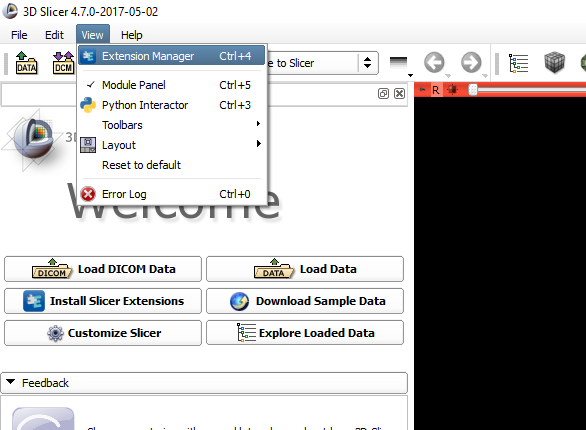 3D Slicer 4.7.0-2017-05-02
File Edit View Help
DATA DCM e to Slicer
Extension Manager Ctrl+4
Module Panel Ctrl+5
Python Interactor Ctrl+3
Toolbars
Layout
Reset to default
Error Log Ctrl+0
R
3D
Welcome
DICOM Load DICOM Data
DATA Load Data
Install Slicer Extensions
Download Sample Data
Customize Slicer
Explore Loaded Data
Feedback